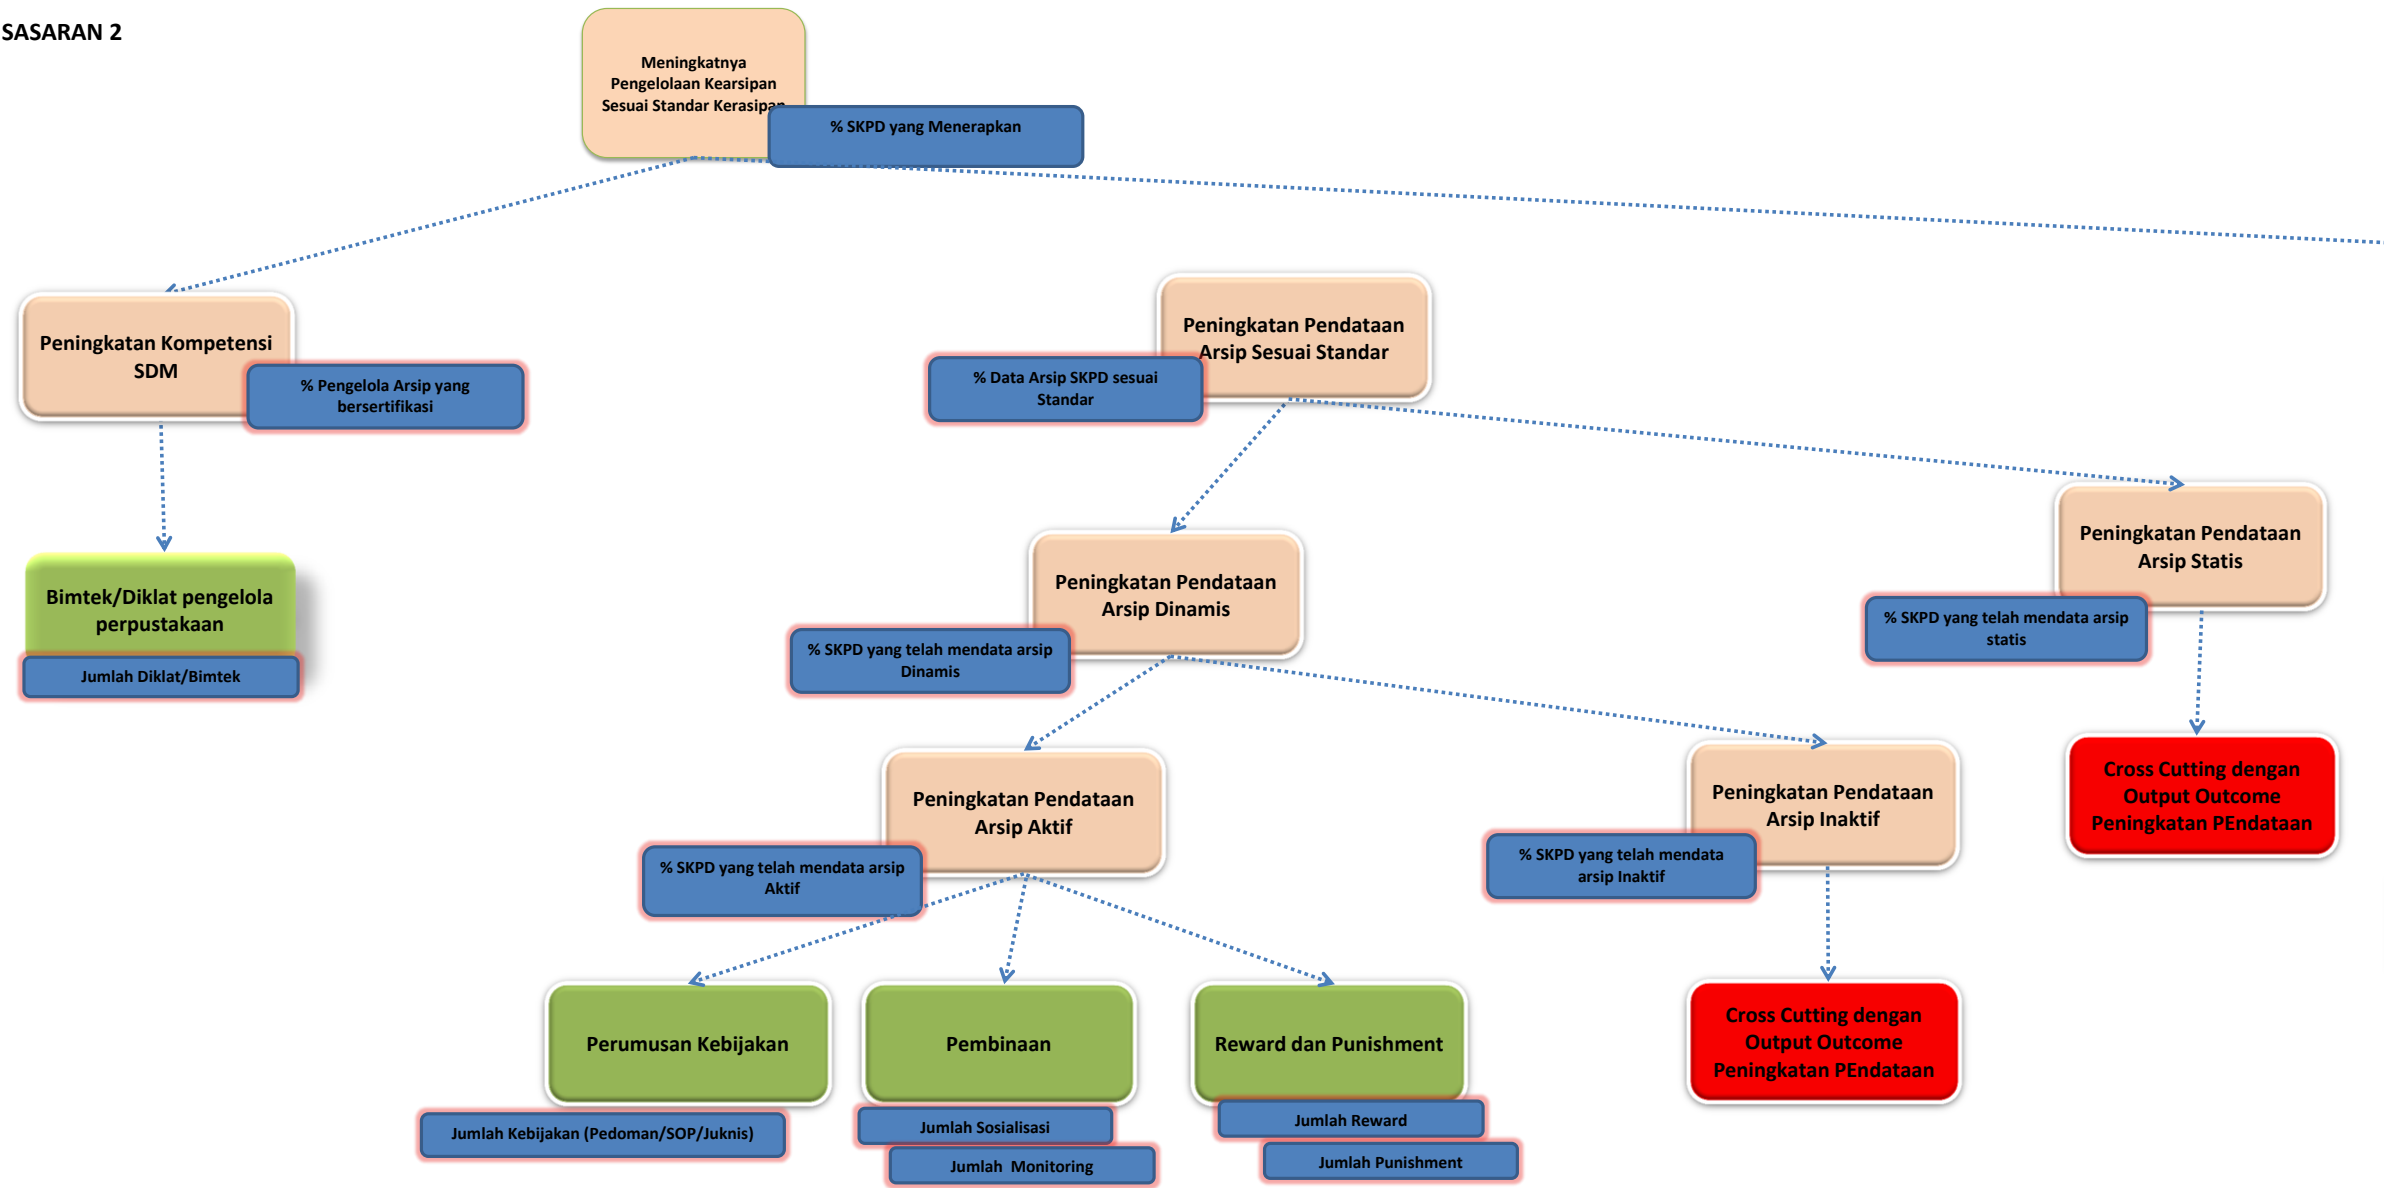 SASARAN 2
Meningkatnya
Pengelolaan Kearsipan
Sesuai Standar Kerasipan
% SKPD yang Menerapkan
Peningkatan Kompetensi
SDM
% Pengelola Arsip yang
bersertifikasi
Peningkatan Pendataan
Arsip Sesuai Standar
% Data Arsip SKPD sesuai
Standar
Bimtek/Diklat pengelola
perpustakaan
Jumlah Diklat/Bimtek
Peningkatan Pendataan
Arsip Dinamis
% SKPD yang telah mendata arsip
Dinamis
Peningkatan Pendataan
Arsip Statis
% SKPD yang telah mendata arsip
statis
Peningkatan Pendataan
Arsip Aktif
% SKPD yang telah mendata arsip
Aktif
Peningkatan Pendataan
Arsip Inaktif
% SKPD yang telah mendata
arsip Inaktif
Cross Cutting dengan
Output Outcome
Peningkatan PEndataan
Perumusan Kebijakan
Jumlah Kebijakan (Pedoman/SOP/Juknis)
Pembinaan
Jumlah Sosialisasi
Jumlah  Monitoring
Reward dan Punishment
Jumlah Reward
Jumlah Punishment
Cross Cutting dengan
Output Outcome
Peningkatan PEndataan